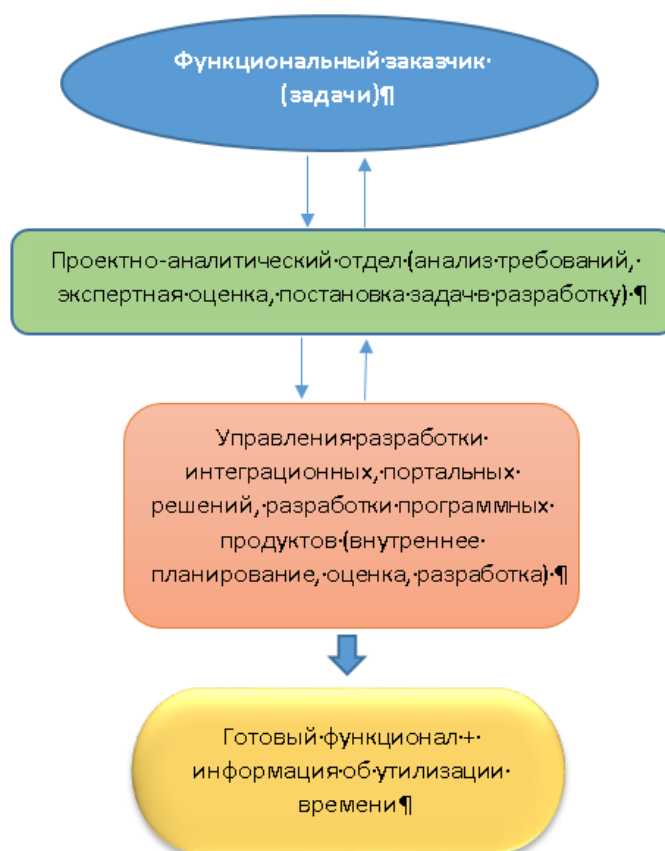 Функциональный·заказчик·
(задачи)¶
Проектно-аналитический·отдел·(анализ·требований,·
экспертная·оценка,·постановка·задач·в·разработку)·¶
Управления·разработки·
интеграционных,·портальных·
решений,·разработки·программных·
продуктов·(внутреннее·
планирование,·оценка,·разработка)·¶
Готовый·функционал·+·
информация·об·утилизации·
времени¶